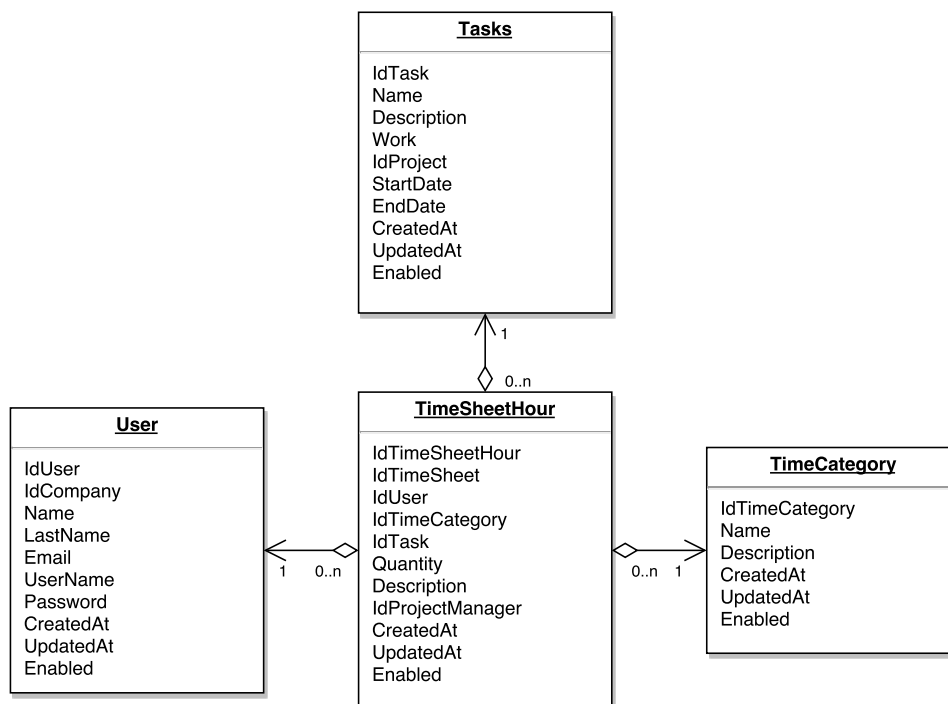 Tasks
IdTask
Name
Description
Work
IdProject
StartDate
EndDate
CreatedAt
UpdatedAt
Enabled
1
0..n
User
IdUser
IdCompany
Name
LastName
Email
UserName
Password
CreatedAt
UpdatedAt
Enabled
1
0..n
TimeSheetHour
IdTimeSheetHour
IdTimeSheet
IdUser
IdTimeCategory
IdTask
Quantity
Description
IdProjectManager
CreatedAt
UpdatedAt
Enabled
0..n
1
TimeCategory
IdTimeCategory
Name
Description
CreatedAt
UpdatedAt
Enabled